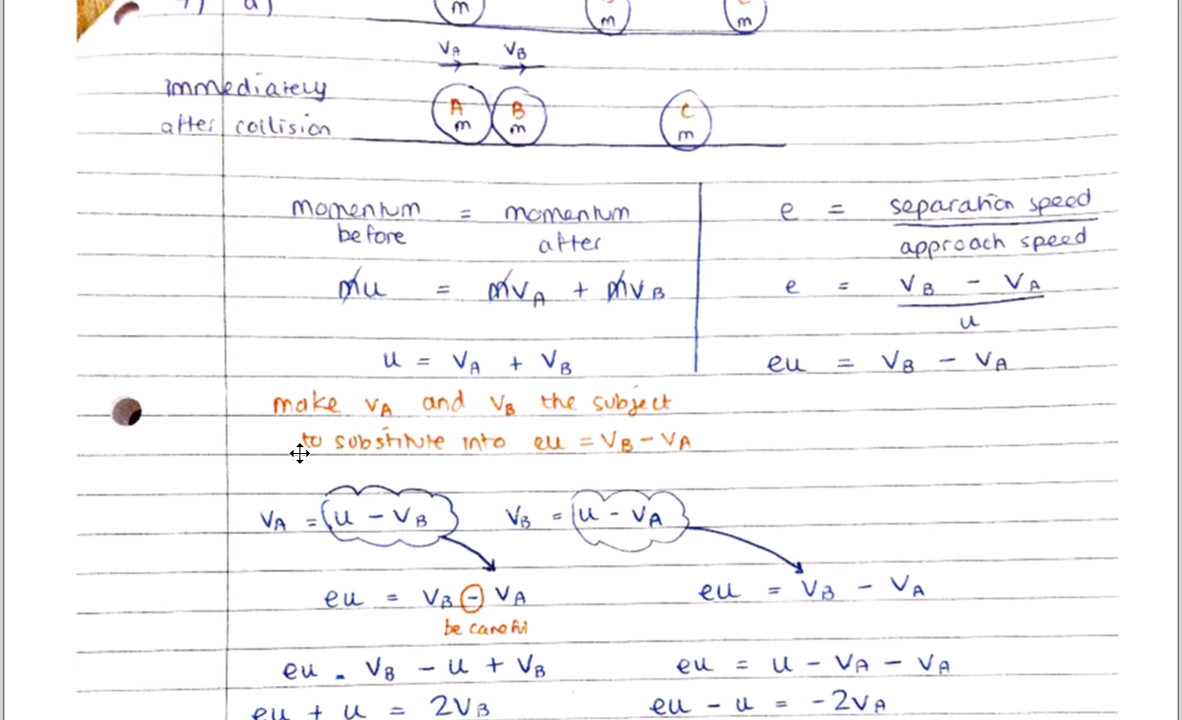 a)
m m m
VA VB
immediately
after collision
A B C
m m m
momentum = momentum
before after
mu = mVA + mVB
u = VA + VB
e = separation speed
approach speed
e = VB - VA
u
eu = VB - VA
make VA and VB the subject
to substitute into eu = VB - VA
VA = u - VB VB = u - VA
eu = VB - VA eu = VB - VA
be careful
eu = VB - u + VB eu = u - VA - VA
eu + u = 2VB eu - u = -2VA